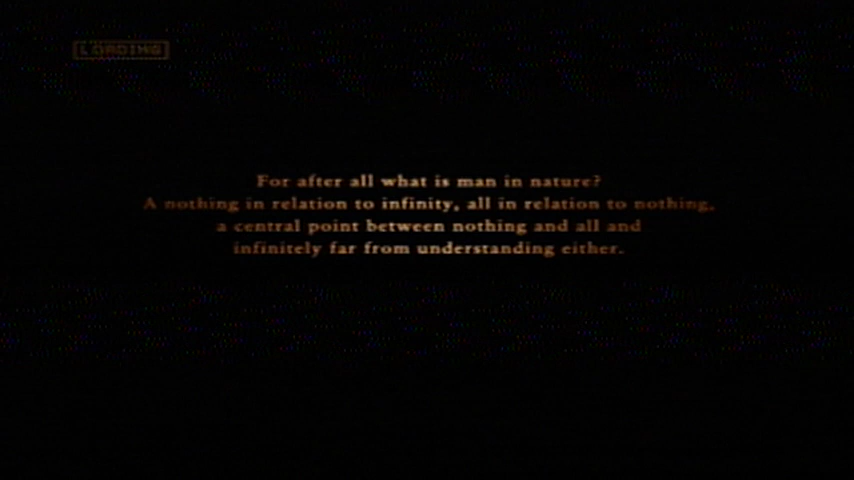 LOADING
For after all what is man in nature?
A nothing in relation to infinity, all in relation to nothing,
a central point between nothing and all and
infinitely far from understanding either.